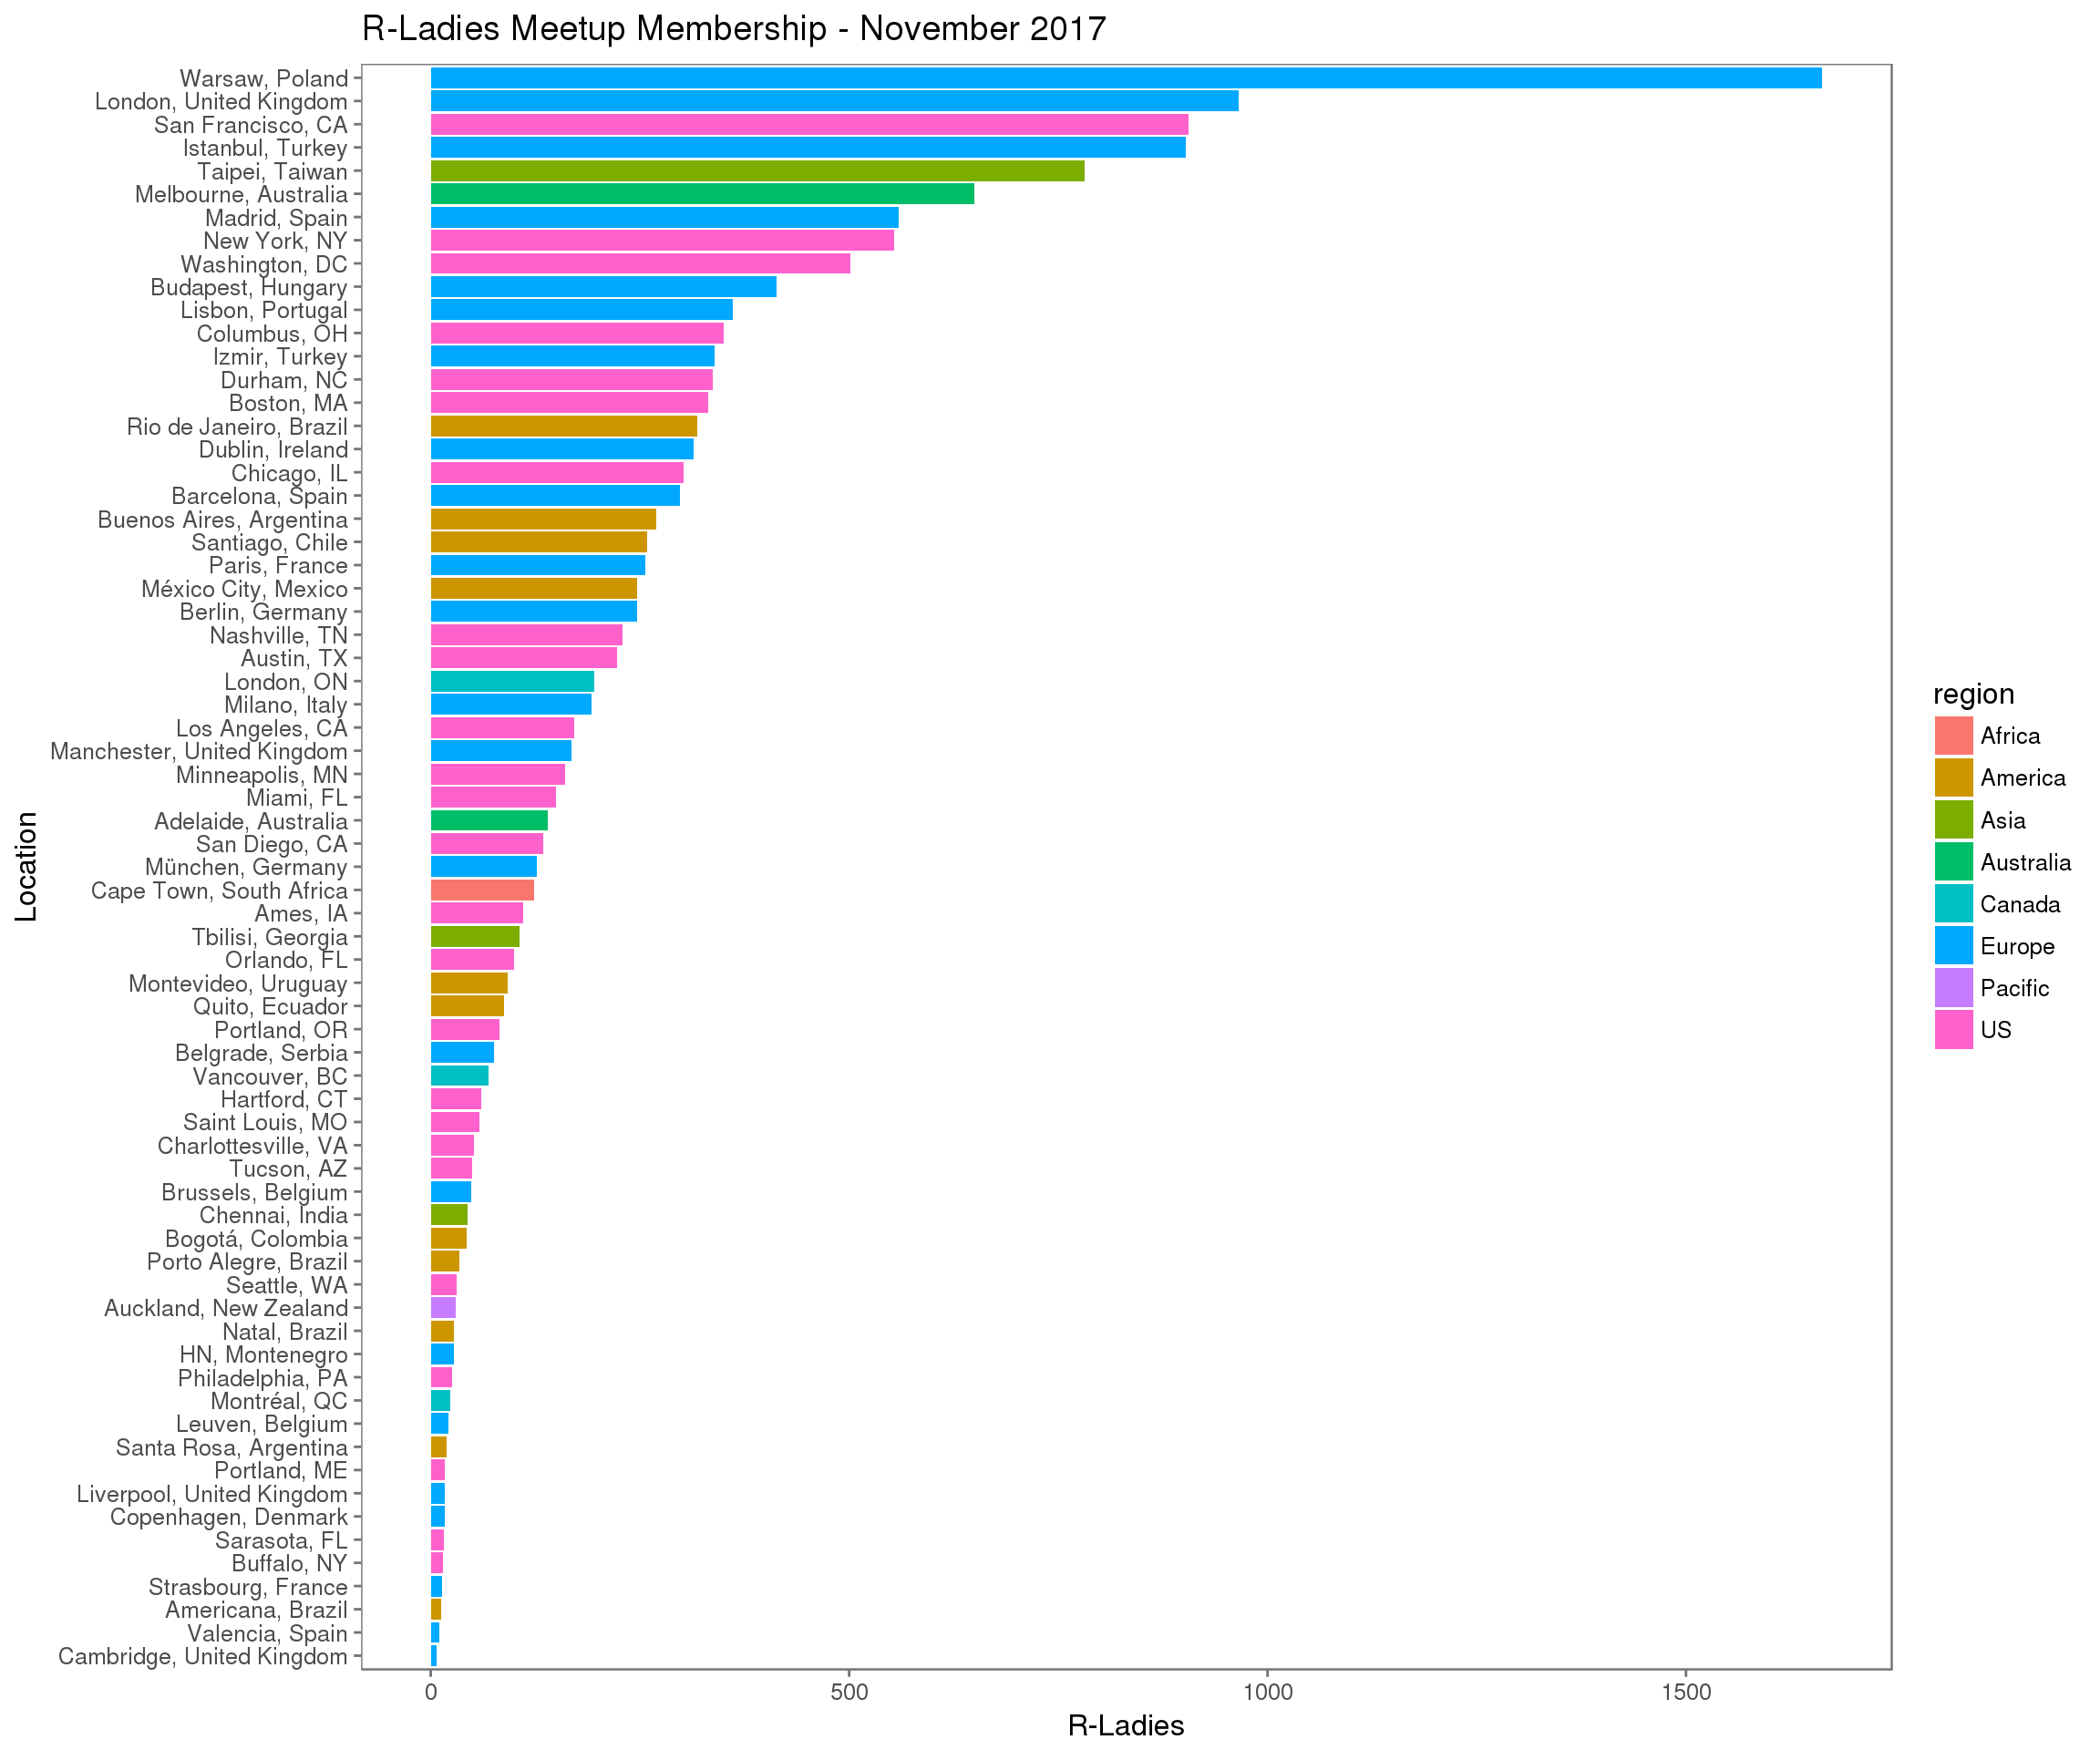 R-Ladies Meetup Membership - November 2017
Location
Warsaw, Poland
London, United Kingdom
San Francisco, CA
Istanbul, Turkey
Taipei, Taiwan
Melbourne, Australia
Madrid, Spain
New York, NY
Washington, DC
Budapest, Hungary
Lisbon, Portugal
Columbus, OH
Izmir, Turkey
Durham, NC
Boston, MA
Rio de Janeiro, Brazil
Dublin, Ireland
Chicago, IL
Barcelona, Spain
Buenos Aires, Argentina
Santiago, Chile
Paris, France
México City, Mexico
Berlin, Germany
Nashville, TN
Austin, TX
London, ON
Milano, Italy
Los Angeles, CA
Manchester, United Kingdom
Minneapolis, MN
Miami, FL
Adelaide, Australia
San Diego, CA
München, Germany
Cape Town, South Africa
Ames, IA
Tbilisi, Georgia
Orlando, FL
Montevideo, Uruguay
Quito, Ecuador
Portland, OR
Belgrade, Serbia
Vancouver, BC
Hartford, CT
Saint Louis, MO
Charlottesville, VA
Tucson, AZ
Brussels, Belgium
Chennai, India
Bogotá, Colombia
Porto Alegre, Brazil
Seattle, WA
Auckland, New Zealand
Natal, Brazil
HN, Montenegro
Philadelphia, PA
Montréal, QC
Leuven, Belgium
Santa Rosa, Argentina
Portland, ME
Liverpool, United Kingdom
Copenhagen, Denmark
Sarasota, FL
Buffalo, NY
Strasbourg, France
Americana, Brazil
Valencia, Spain
Cambridge, United Kingdom
0 500 1000 1500
R-Ladies
region
Africa
America
Asia
Australia
Canada
Europe
Pacific
US